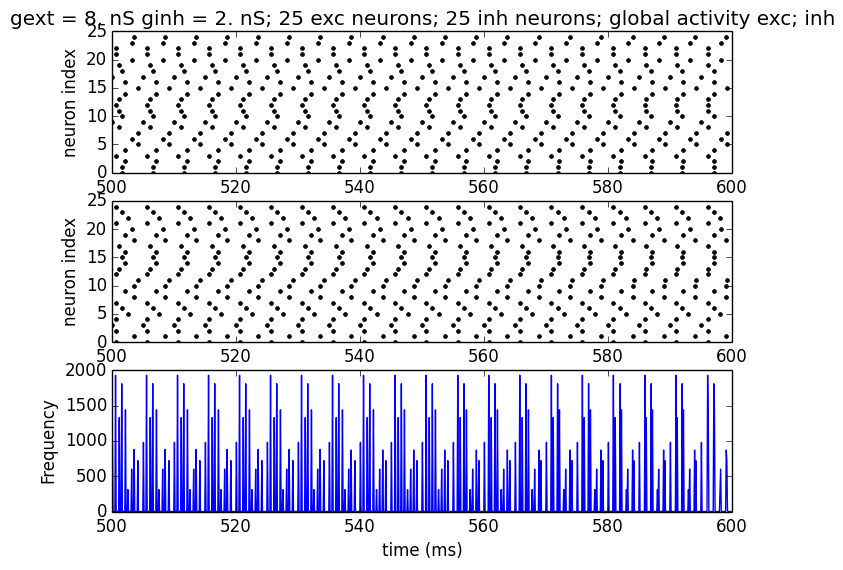 gext = 8. nS ginh = 2. nS; 25 exc neurons; 25 inh neurons; global activity exc; inh
25
20
15
10
5
0
neuron index
500 520 540 560 580 600
25
20
15
10
5
0
neuron index
500 520 540 560 580 600
2000
1500
1000
500
0
Frequency
500 520 540 560 580 600
time (ms)